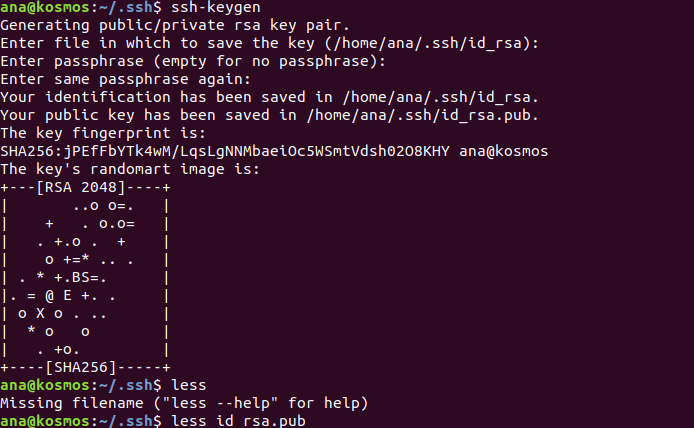 ana@kosmos:~/.ssh$ ssh-keygen
Generating public/private rsa key pair.
Enter file in which to save the key (/home/ana/.ssh/id_rsa):
Enter passphrase (empty for no passphrase):
Enter same passphrase again:
Your identification has been saved in /home/ana/.ssh/id_rsa.
Your public key has been saved in /home/ana/.ssh/id_rsa.pub.
The key fingerprint is:
SHA256:jPEfFbYTk4wM/LqsLgNNMbaeiOc5WSmtVdsh02O8KHY ana@kosmos
The key's randomart image is:
+---[RSA 2048]----+
|       ..o o=.   |
|    +   . o.o=   |
|   . +.o .  +    |
|    o +=* .. .   |
| . * +.BS=.      |
|. = @ E +. .     |
| o X o . ..      |
|  * o   o        |
|   . +o.         |
+----[SHA256]-----+
ana@kosmos:~/.ssh$ less
Missing filename ("less --help" for help)
ana@kosmos:~/.ssh$ less id rsa.pub